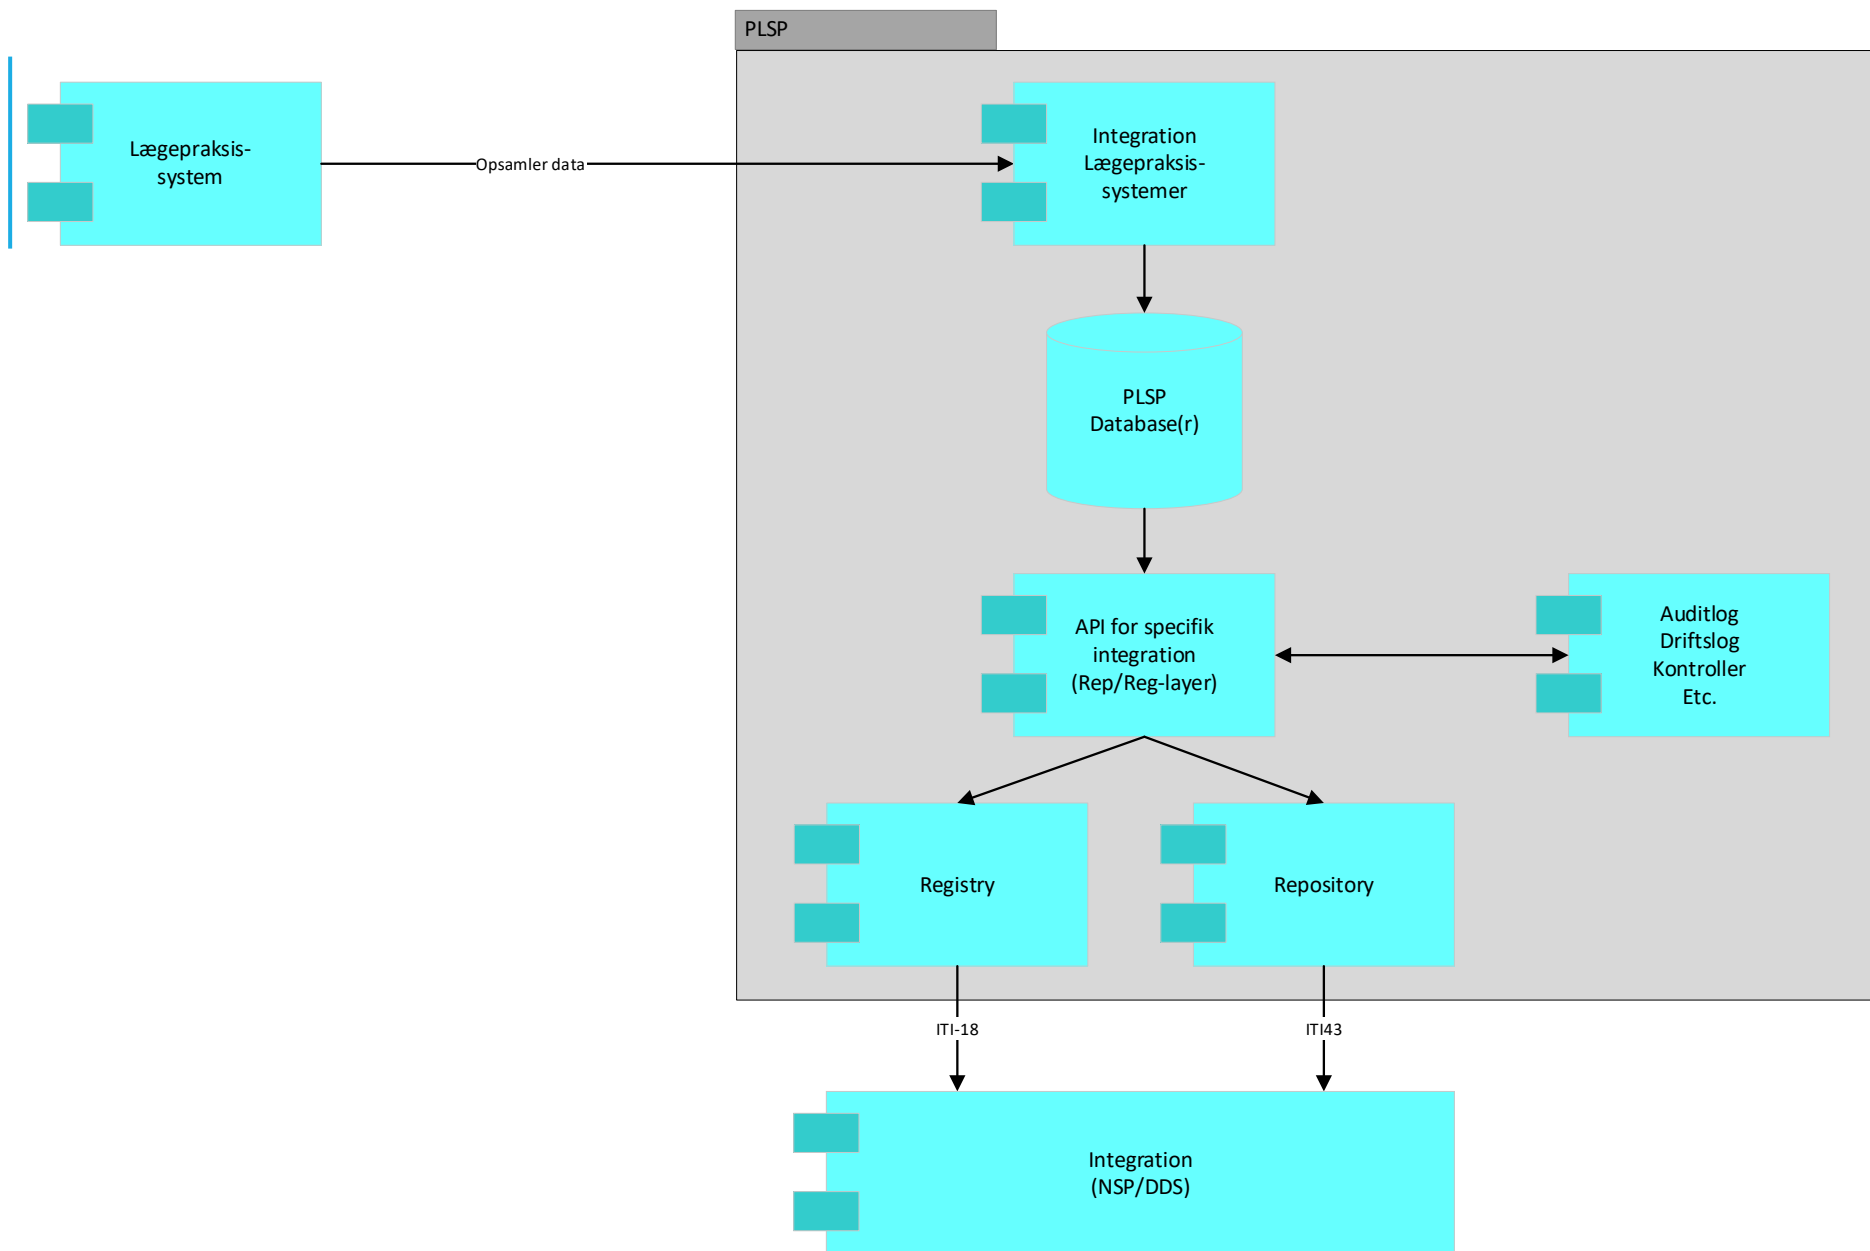 PLSP
Lægepraksis-
system
Opsamler data
Integration
Lægepraksis-
systemer
PLSP
Database(r)
API for specifik
integration
(Rep/Reg-layer)
Auditlog
Driftslog
Kontroller
Etc.
Registry
Repository
ITI-18
ITI43
Integration
(NSP/DDS)